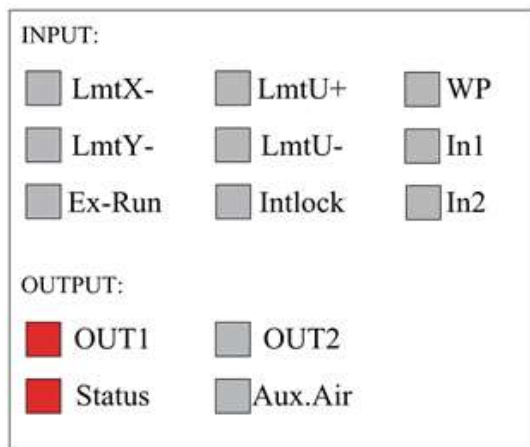 INPUT:
LmtX- LmtU+ WP
LmtY- LmtU- In1
Ex-Run Intlock In2
OUTPUT:
OUT1 OUT2
Status Aux.Air